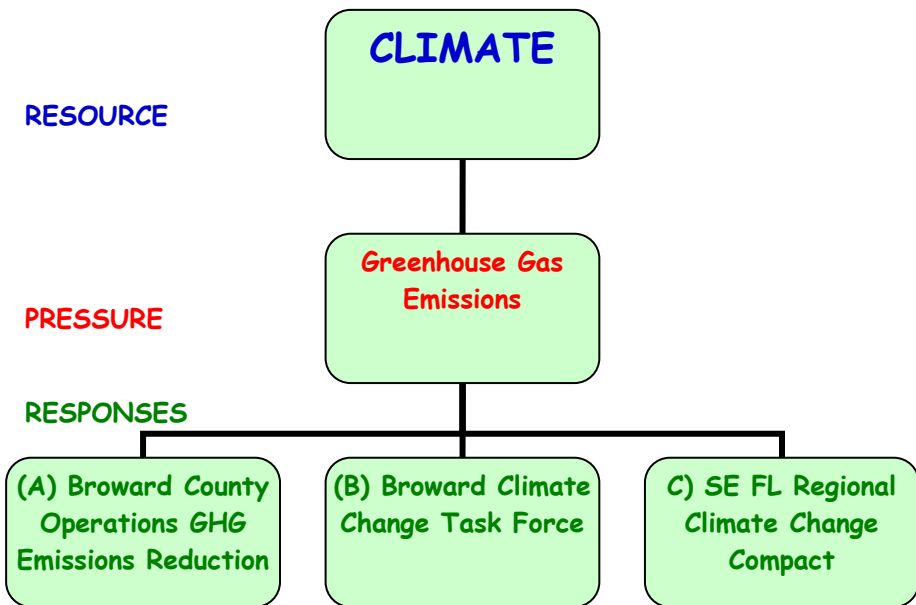 CLIMATE
RESOURCE
Greenhouse Gas
Emissions
PRESSURE
RESPONSES
(A) Broward County
Operations GHG
Emissions Reduction
(B) Broward Climate
Change Task Force
C) SE FL Regional
Climate Change
Compact